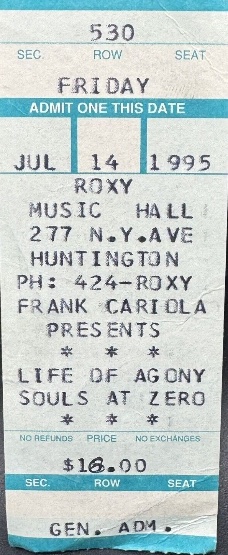 530
SEC. ROW SEAT
FRIDAY
ADMIT ONE THIS DATE
JUL 14 1995
ROXY
MUSIC HALL
277 N.Y.AVE
HUNTINGTON
PH: 424-ROXY
FRANK CARIOLA
PRESENTS
* * *
LIFE OF AGONY
SOULS AT ZERO
* * *
NO REFUNDS PRICE NO EXCHANGES
$16.00
SEC. ROW SEAT
GEN. ADM.